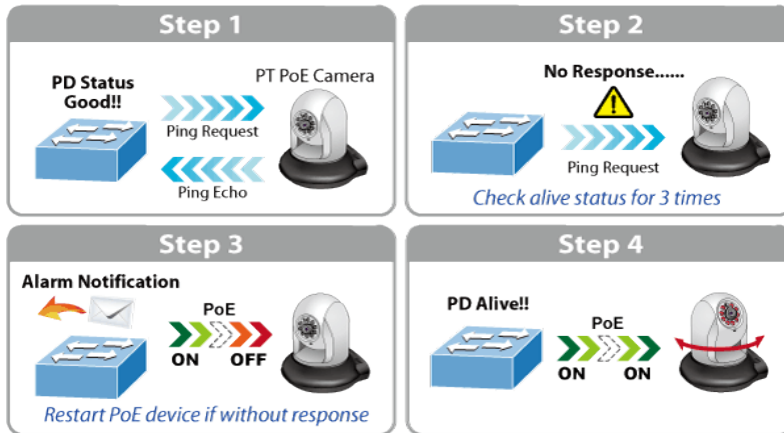 Step 1
PD Status
Good!!
PT PoE Camera
Ping Request
Ping Echo
Step 2
No Response......
Ping Request
Check alive status for 3 times
Step 3
Alarm Notification
PoE
ON
OFF
Restart PoE device if without response
Step 4
PD Alive!!
PoE
ON
ON